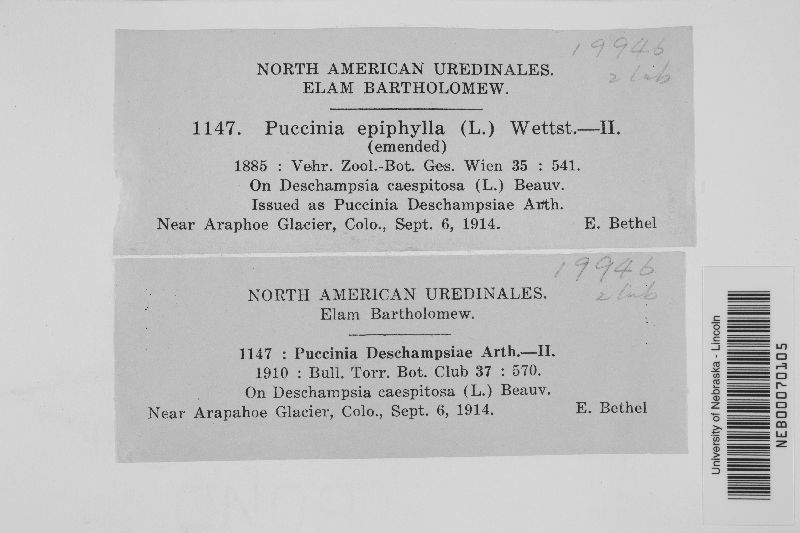 19946
2 lab
NORTH AMERICAN UREDINALES.
ELAM BARTHOLOMEW.
1147. Puccinia epiphylla (L.) Wettst.—II.
(emended)
1885 : Vehr. Zool.-Bot. Ges. Wien 35 : 541.
On Deschampsia caespitosa (L.) Beauv.
Issued as Puccinia Deschampsiae Arth.
Near Araphoe Glacier, Colo., Sept. 6, 1914. E. Bethel
19946
2 lab
NORTH AMERICAN UREDINALES.
Elam Bartholomew.
1147 : Puccinia Deschampsiae Arth.—II.
1910 : Bull. Torr. Bot. Club 37 : 570.
On Deschampsia caespitosa (L.) Beauv.
Near Arapahoe Glacier, Colo., Sept. 6, 1914. E. Bethel
University of Nebraska - Lincoln
NEB00070105